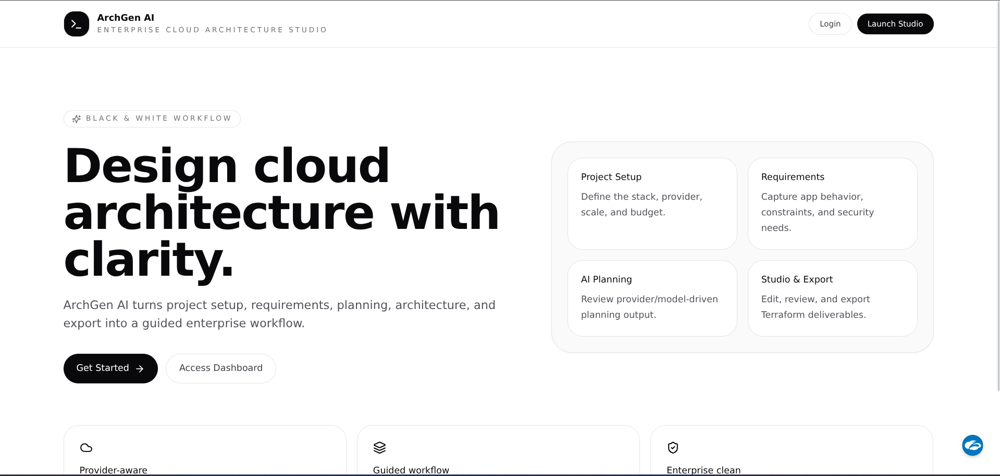 ArchGen AI
ENTERPRISE CLOUD ARCHITECTURE STUDIO
Login
Launch Studio
BLACK & WHITE WORKFLOW
Design cloud
architecture with
clarity.
ArchGen AI turns project setup, requirements, planning, architecture, and
export into a guided enterprise workflow.
Get Started
Access Dashboard
Project Setup
Define the stack, provider,
scale, and budget.
Requirements
Capture app behavior,
constraints, and security
needs.
AI Planning
Review provider/model-driven
planning output.
Studio & Export
Edit, review, and export
Terraform deliverables.
Provider-aware
Guided workflow
Enterprise clean